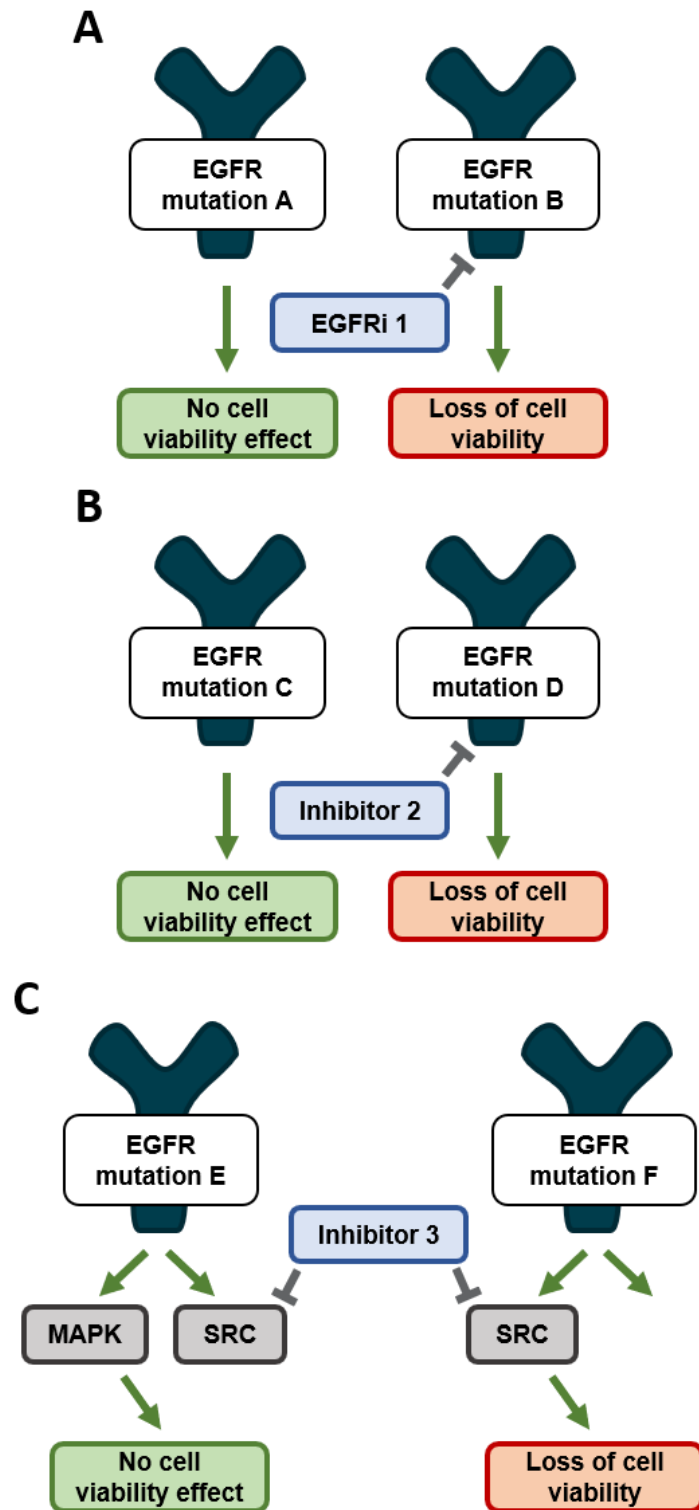 A
EGFR
mutation A
EGFR
mutation B
EGFRi 1
No cell
viability effect
Loss of cell
viability
B
EGFR
mutation C
EGFR
mutation D
Inhibitor 2
No cell
viability effect
Loss of cell
viability
C
EGFR
mutation E
EGFR
mutation F
Inhibitor 3
MAPK
SRC
SRC
No cell
viability effect
Loss of cell
viability